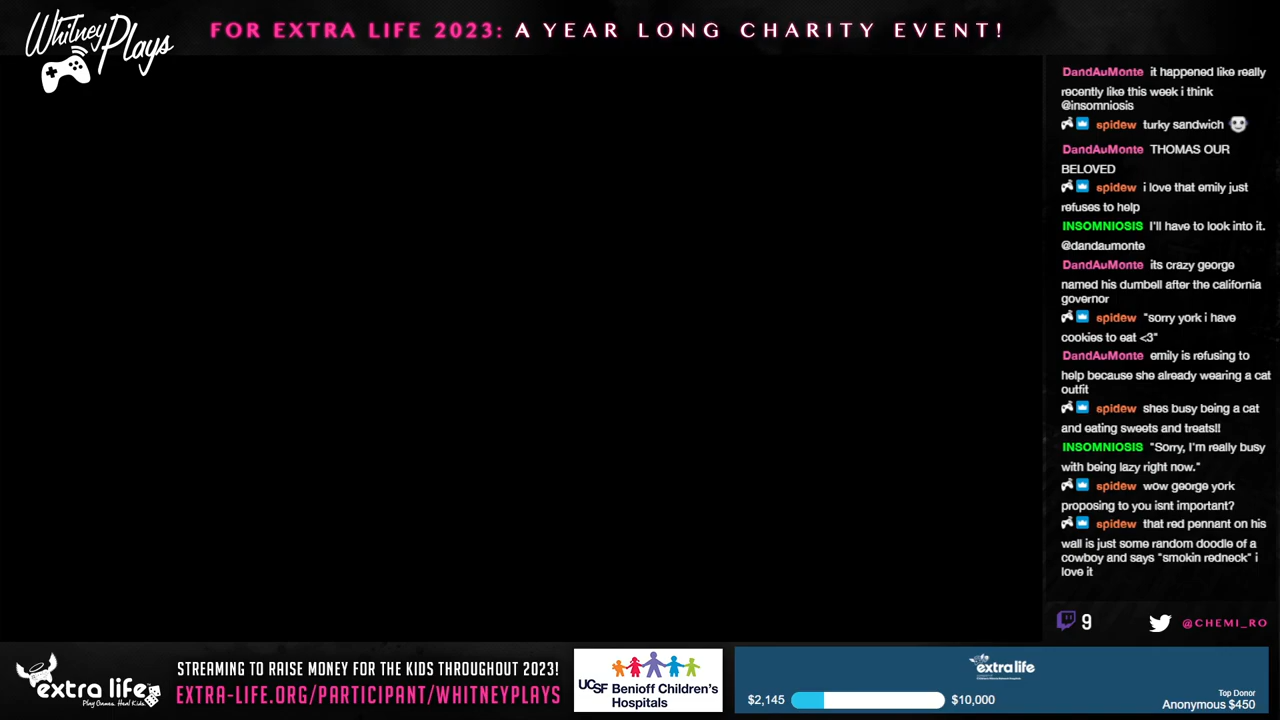 Whitney Plays
FOR EXTRA LIFE 2023: A YEAR LONG CHARITY EVENT!
DandAuMonte it happened like really
recently like this week i think
@insomniosis
spidew turky sandwich
DandAuMonte THOMAS OUR
BELOVED
spidew i love that emily just
refuses to help
INSOMNIOSIS I'll have to look into it.
@dandaumonte
DandAuMonte its crazy george
named his dumbell after the california
governor
spidew "sorry york i have
cookies to eat <3"
DandAuMonte emily is refusing to
help because she already wearing a cat
outfit
spidew shes busy being a cat
and eating sweets and treats!!
INSOMNIOSIS "Sorry, I'm really busy
with being lazy right now."
spidew wow george york
proposing to you isnt important?
spidew that red pennant on his
wall is just some random doodle of a
cowboy and says "smokin redneck" i
love it
9
@CHEMI_RO
extra life
Play Games. Heal Kids.
STREAMING TO RAISE MONEY FOR THE KIDS THROUGHOUT 2023!
EXTRA-LIFE.ORG/PARTICIPANT/WHITNEYPLAYS
UCSF Benioff Children's
Hospitals
extra life
$2,145
$10,000
Top Donor
Anonymous $450